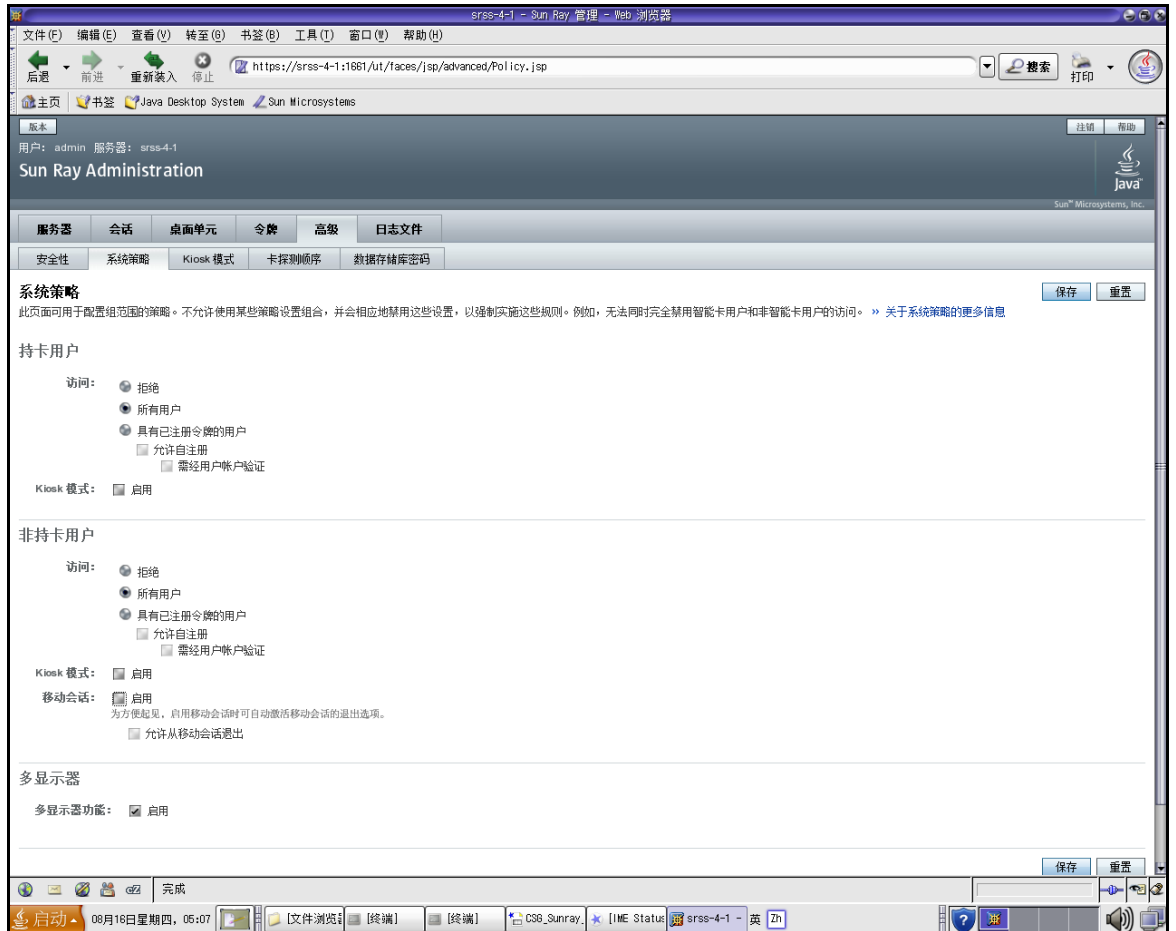 srss-4-1 - Sun Ray 管理 - Web 浏览器
文件(F) 编辑(E) 查看(V) 转至(G) 书签(B) 工具(T) 窗口(W) 帮助(H)
后退 前进 重新装入 停止 https://srss-4-1:1661/ut/faces/jsp/advanced/Policy.jsp 搜索 打印
主页 书签 Java Desktop System Sun Microsystems
版本 注销 帮助
用户: admin 服务器: srss-4-1
Sun Ray Administration
Java™
Sun™ Microsystems, Inc.
服务器 会话 桌面单元 令牌 高级 日志文件
安全性 系统策略 Kiosk 模式 卡探测顺序 数据存储库密码
系统策略 保存 重置
此页面可用于配置组范围的策略。不允许使用某些策略设置组合，并会相应地禁用这些设置，以强制实施这些规则。例如，无法同时完全禁用智能卡用户和非智能卡用户的访问。 » 关于系统策略的更多信息
持卡用户
访问: 拒绝
所有用户
具有已注册令牌的用户
允许自注册
需经用户帐户验证
Kiosk 模式: 启用
非持卡用户
访问: 拒绝
所有用户
具有已注册令牌的用户
允许自注册
需经用户帐户验证
Kiosk 模式: 启用
移动会话: 启用
为方便起见，启用移动会话时可自动激活移动会话的退出选项。
允许从移动会话退出
多显示器
多显示器功能: 启用
保存 重置
完成
启动 08月16日星期四, 05:07 [文件浏览 [终端] [终端] CSG_Sunray_ [IME Status srss-4-1 - 英 Zh